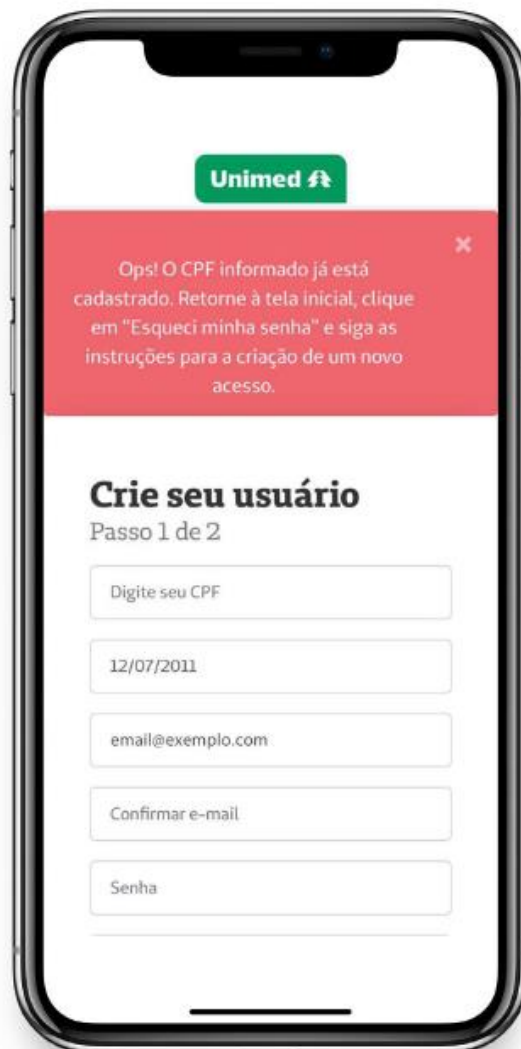 Unimed
Ops! O CPF informado já está
cadastrado. Retorne à tela inicial, clique
em "Esqueci minha senha" e siga as
instruções para a criação de um novo
acesso.
×
Crie seu usuário
Passo 1 de 2
Digite seu CPF
12/07/2011
email@exemplo.com
Confirmar e-mail
Senha